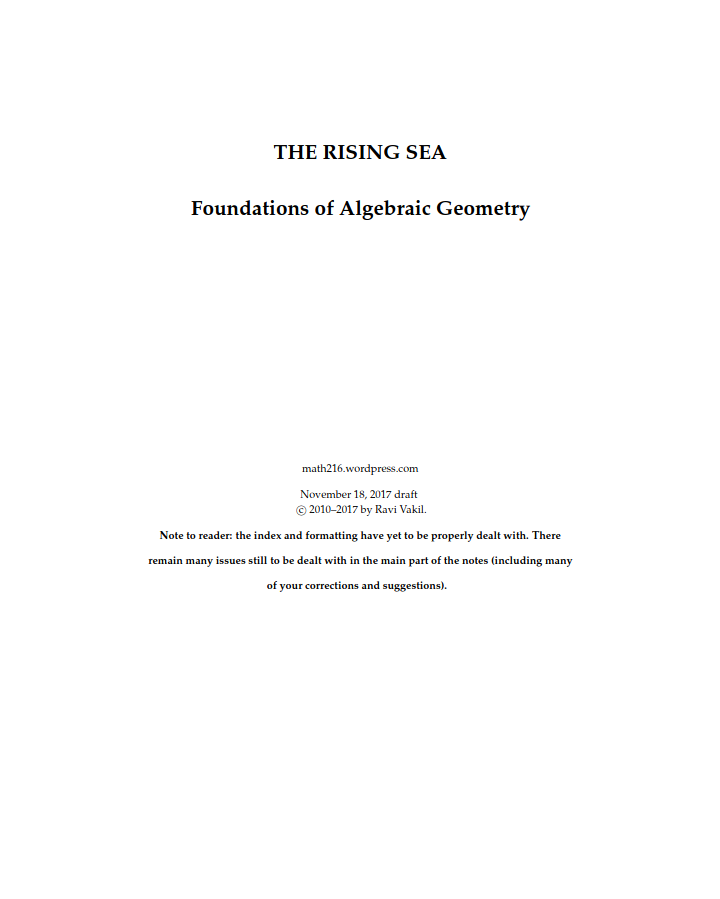 THE RISING SEA
Foundations of Algebraic Geometry
math216.wordpress.com
November 18, 2017 draft
© 2010–2017 by Ravi Vakil.
Note to reader: the index and formatting have yet to be properly dealt with. There
remain many issues still to be dealt with in the main part of the notes (including many
of your corrections and suggestions).